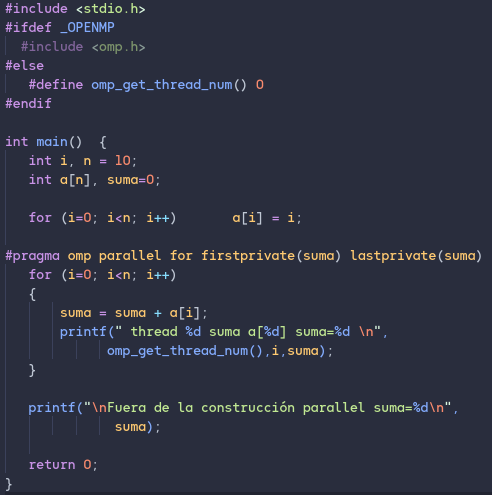 #include <stdio.h>
#ifdef _OPENMP
  #include <omp.h>
#else
   #define omp_get_thread_num() 0
#endif

int main()  {
   int i, n = 10;
   int a[n], suma=0;

   for (i=0; i<n; i++)       a[i] = i;

#pragma omp parallel for firstprivate(suma) lastprivate(suma)
   for (i=0; i<n; i++)
   {
       suma = suma + a[i];
       printf(" thread %d suma a[%d] suma=%d \n",
             omp_get_thread_num(),i,suma);
   }

   printf("\nFuera de la construcción parallel suma=%d\n",
              suma);

   return 0;
}